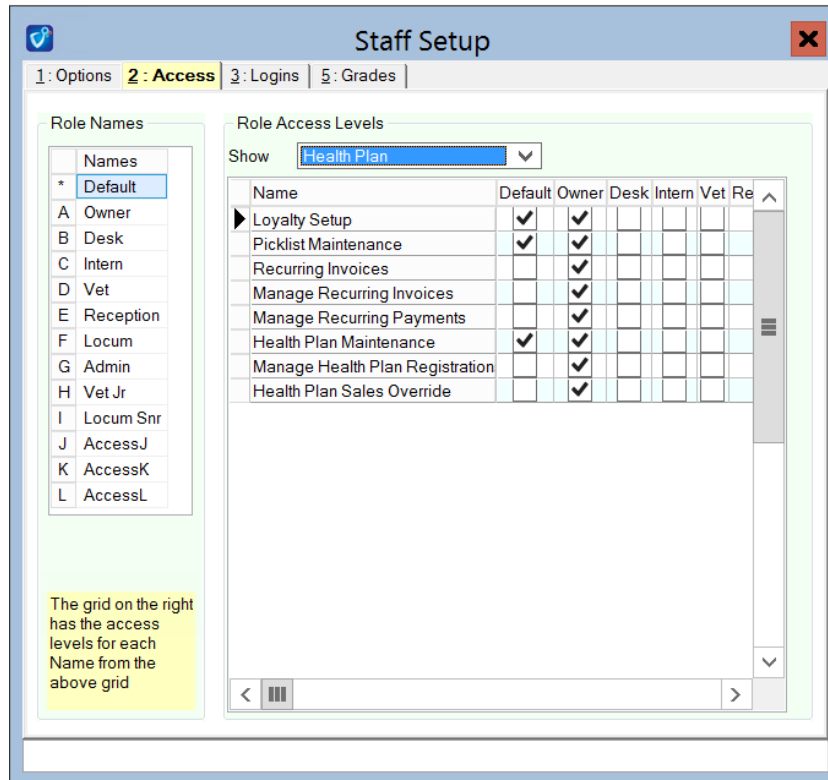 Staff Setup
1 : Options 2 : Access 3 : Logins 5 : Grades
Role Names
Names
* Default
A Owner
B Desk
C Intern
D Vet
E Reception
F Locum
G Admin
H Vet Jr
I Locum Snr
J AccessJ
K AccessK
L AccessL
The grid on the right
has the access
levels for each
Name from the
above grid
Role Access Levels
Show Health Plan
Name Default Owner Desk Intern Vet Re
Loyalty Setup
Picklist Maintenance
Recurring Invoices
Manage Recurring Invoices
Manage Recurring Payments
Health Plan Maintenance
Manage Health Plan Registration
Health Plan Sales Override